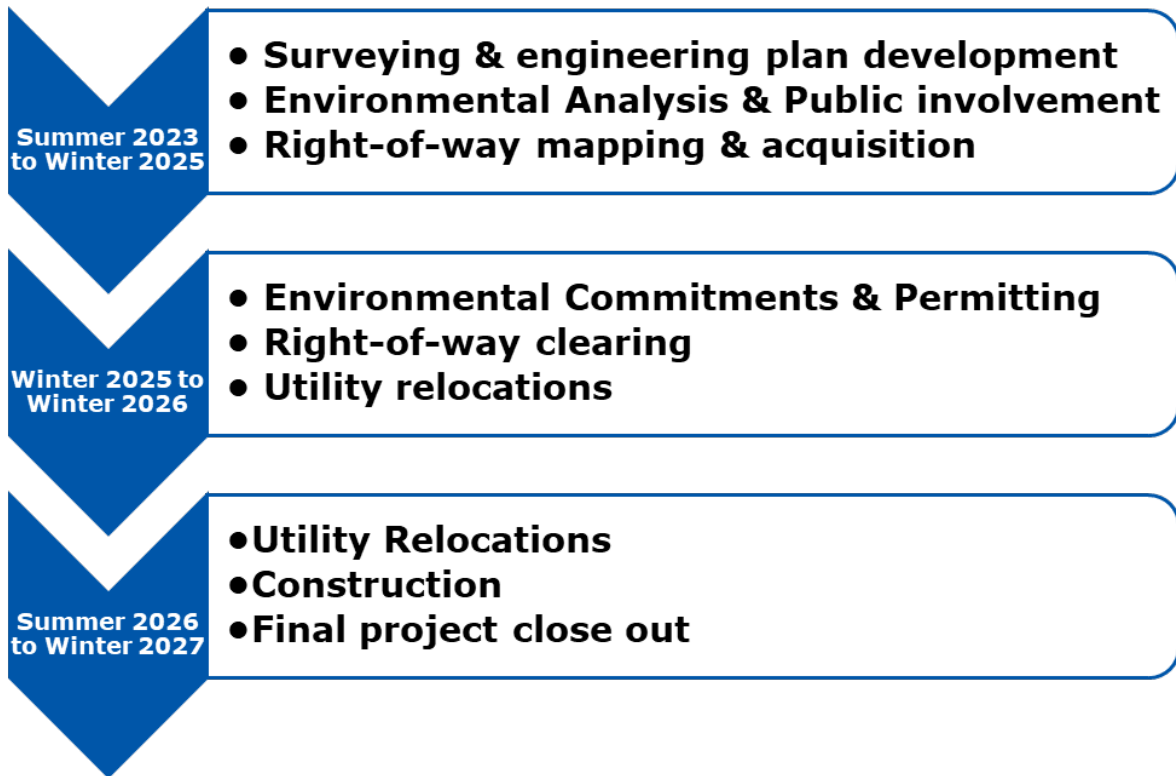 Summer 2023
to Winter 2025
● Surveying & engineering plan development
● Environmental Analysis & Public involvement
● Right-of-way mapping & acquisition
Winter 2025 to
Winter 2026
● Environmental Commitments & Permitting
● Right-of-way clearing
● Utility relocations
Summer 2026
to Winter 2027
●Utility Relocations
●Construction
●Final project close out